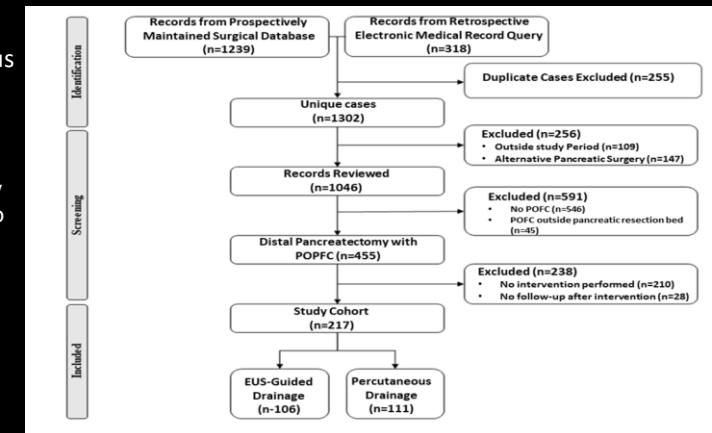 Records from Prospectively
Maintained Surgical Database
(n=1239)
Records from Retrospective
Electronic Medical Record Query
(n=318)
Identification
Duplicate Cases Excluded (n=255)
Unique cases
(n=1302)
Excluded (n=256)
• Outside study Period (n=109)
• Alternative Pancreatic Surgery (n=147)
Screening
Records Reviewed
(n=1046)
Excluded (n=591)
• No POFC (n=546)
• POFC outside pancreatic resection bed
(n=45)
Distal Pancreatectomy with
POPFC (n=455)
Excluded (n=238)
• No intervention performed (n=210)
• No follow-up after intervention (n=28)
Included
Study Cohort
(n=217)
EUS-Guided
Drainage
(n-106)
Percutaneous
Drainage
(n=111)